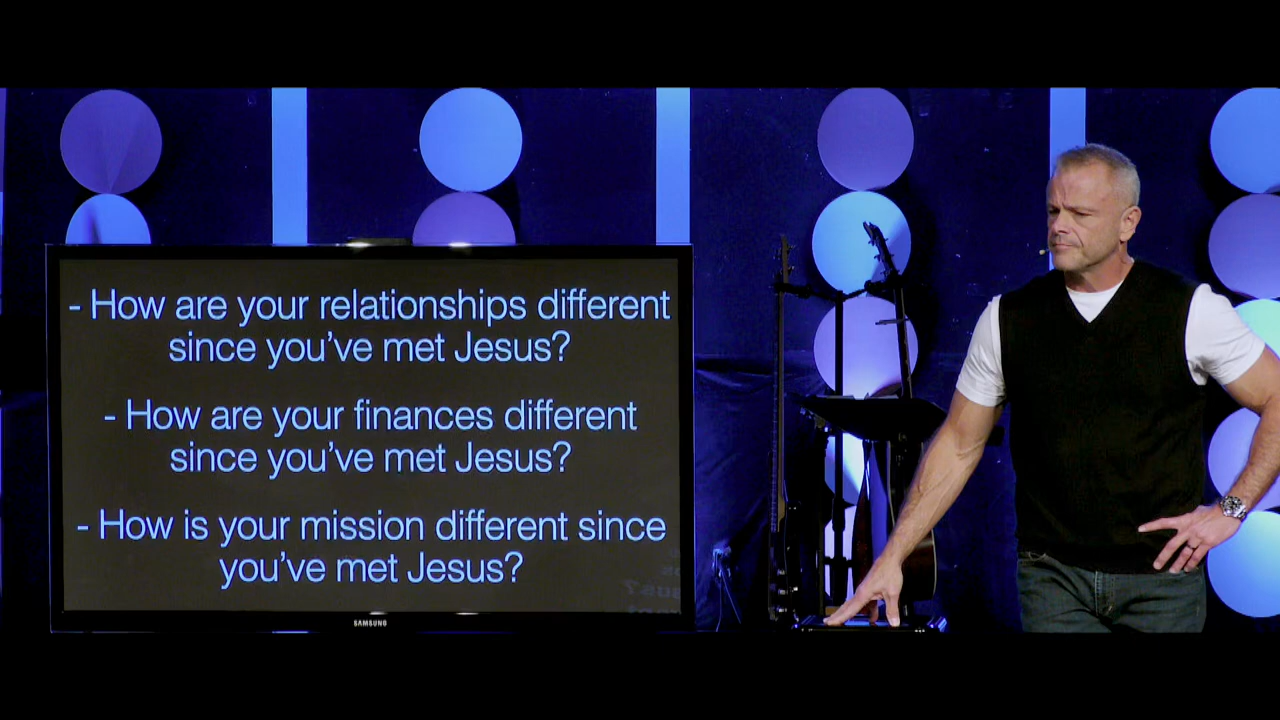 - How are your relationships different
since you've met Jesus?
- How are your finances different
since you've met Jesus?
- How is your mission different since
you've met Jesus?
SAMSUNG